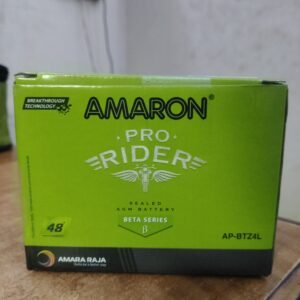 BREAKTHROUGH
TECHNOLOGY
AMARON®
PRO
RIDER
SEALED
AGM BATTERY
BETA SERIES
β
48
AP-BTZ4L
AMARA RAJA